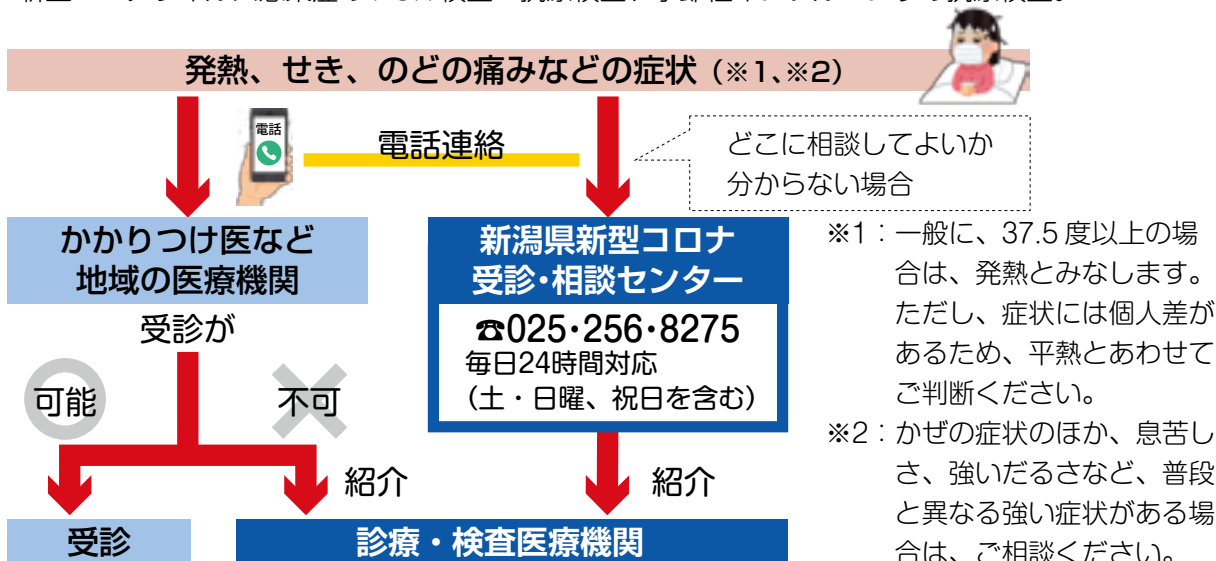 発熱、せき、のどの痛みなどの症状（※1、※2）
電話
電話連絡
どこに相談してよいか
分からない場合
かかりつけ医など
地域の医療機関
受診が
可能
不可
紹介
受診
新潟県新型コロナ
受診・相談センター
☎025・256・8275
毎日24時間対応
（土・日曜、祝日を含む）
紹介
診療・検査医療機関
※1：一般に、37.5度以上の場
合は、発熱とみなします。
ただし、症状には個人差が
あるため、平熱とあわせて
ご判断ください。
※2：かぜの症状のほか、息苦し
さ、強いだるさなど、普段
と異なる強い症状がある場
合は、ご相談ください。